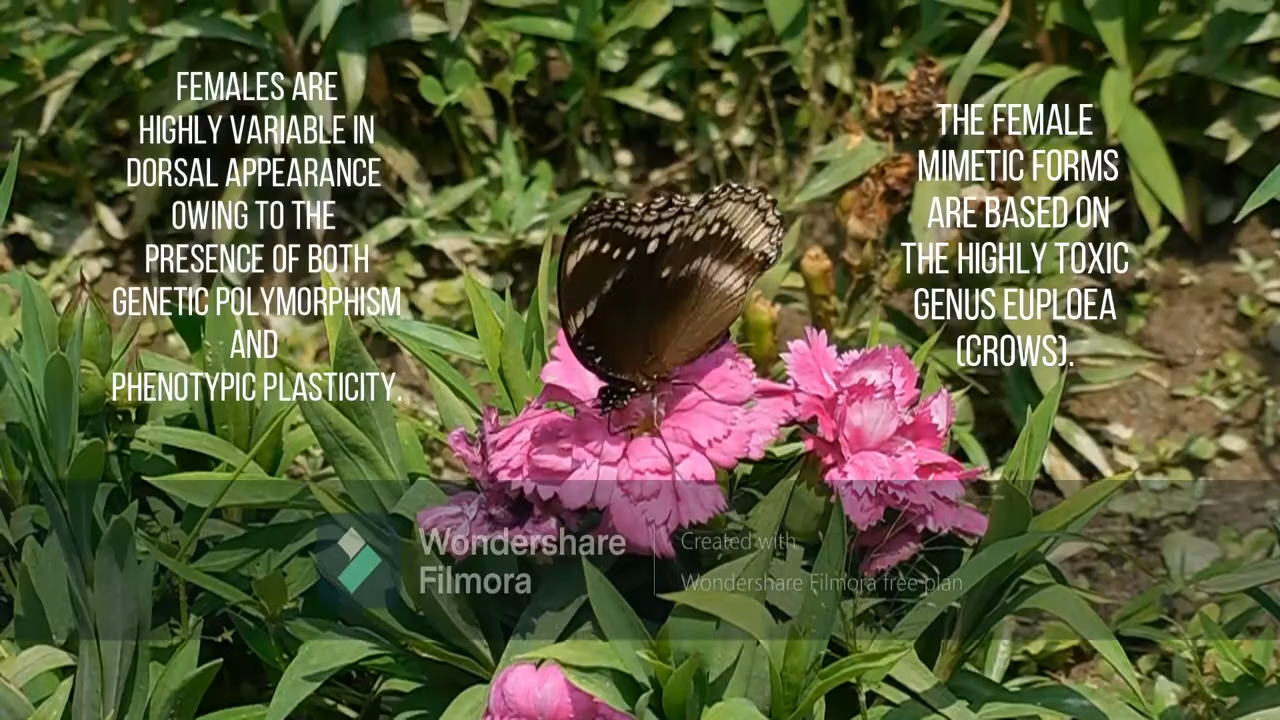 FEMALES ARE
HIGHLY VARIABLE IN
DORSAL APPEARANCE
OWING TO THE
PRESENCE OF BOTH
GENETIC POLYMORPHISM
AND
PHENOTYPIC PLASTICITY.
THE FEMALE
MIMETIC FORMS
ARE BASED ON
THE HIGHLY TOXIC
GENUS EUPLOEA
(CROWS).
Wondershare
Filmora
Created with
Wondershare Filmora free plan